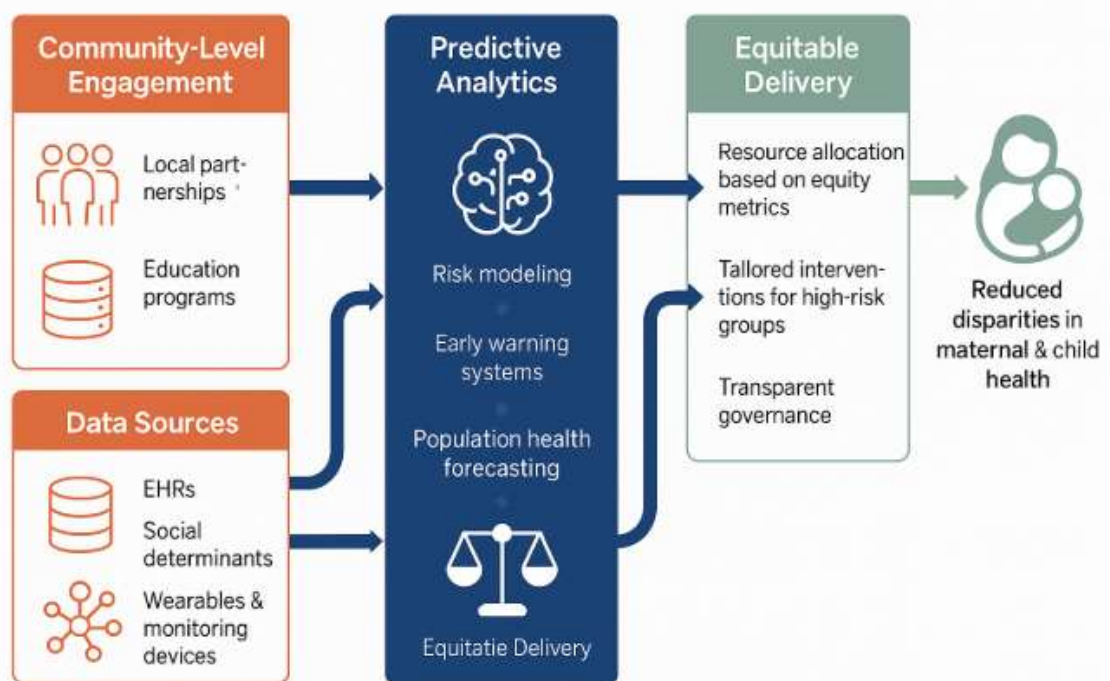 Community-Level
Engagement
Local part-
nerships
Education
programs
Data Sources
EHRs
Social
determinants
Wearables &
monitoring
devices
Predictive
Analytics
Risk modeling
Early warning
systems
Population health
forecasting
Equitatie Delivery
Equitable
Delivery
Resource allocation
based on equity
metrics
Tailored interven-
tions for high-risk
groups
Transparent
governance
Reduced
disparities in
maternal & child
health